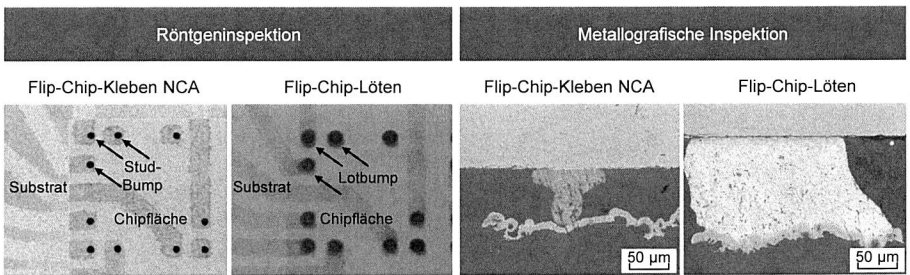 Röntgeninspektion
Metallografische Inspektion
Flip-Chip-Kleben NCA
Flip-Chip-Löten
Flip-Chip-Kleben NCA
Flip-Chip-Löten
Substrat
Stud-
Bump
Chipfläche
Substrat
Lotbump
Chipfläche
50 µm
50 µm